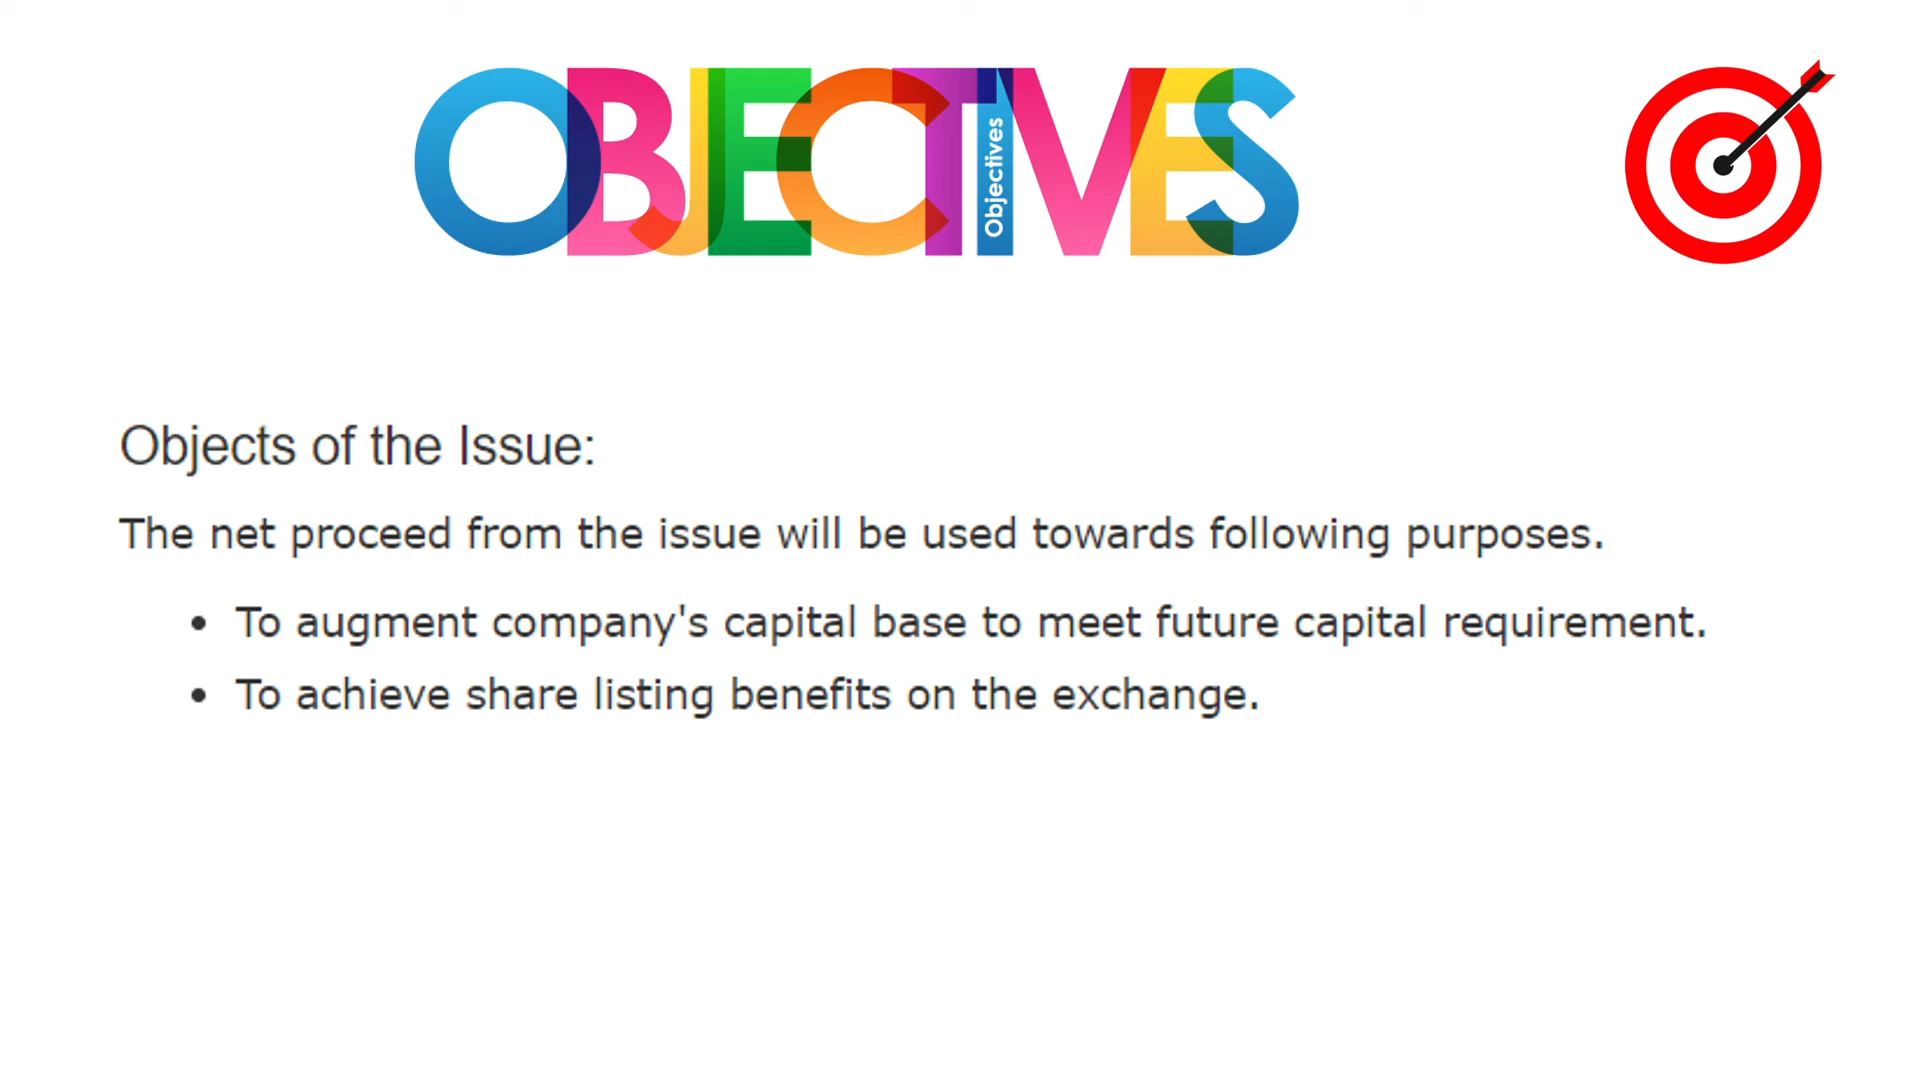 OBJECTIVES
Objectives
Objects of the Issue:
The net proceed from the issue will be used towards following purposes.
• To augment company's capital base to meet future capital requirement.
• To achieve share listing benefits on the exchange.